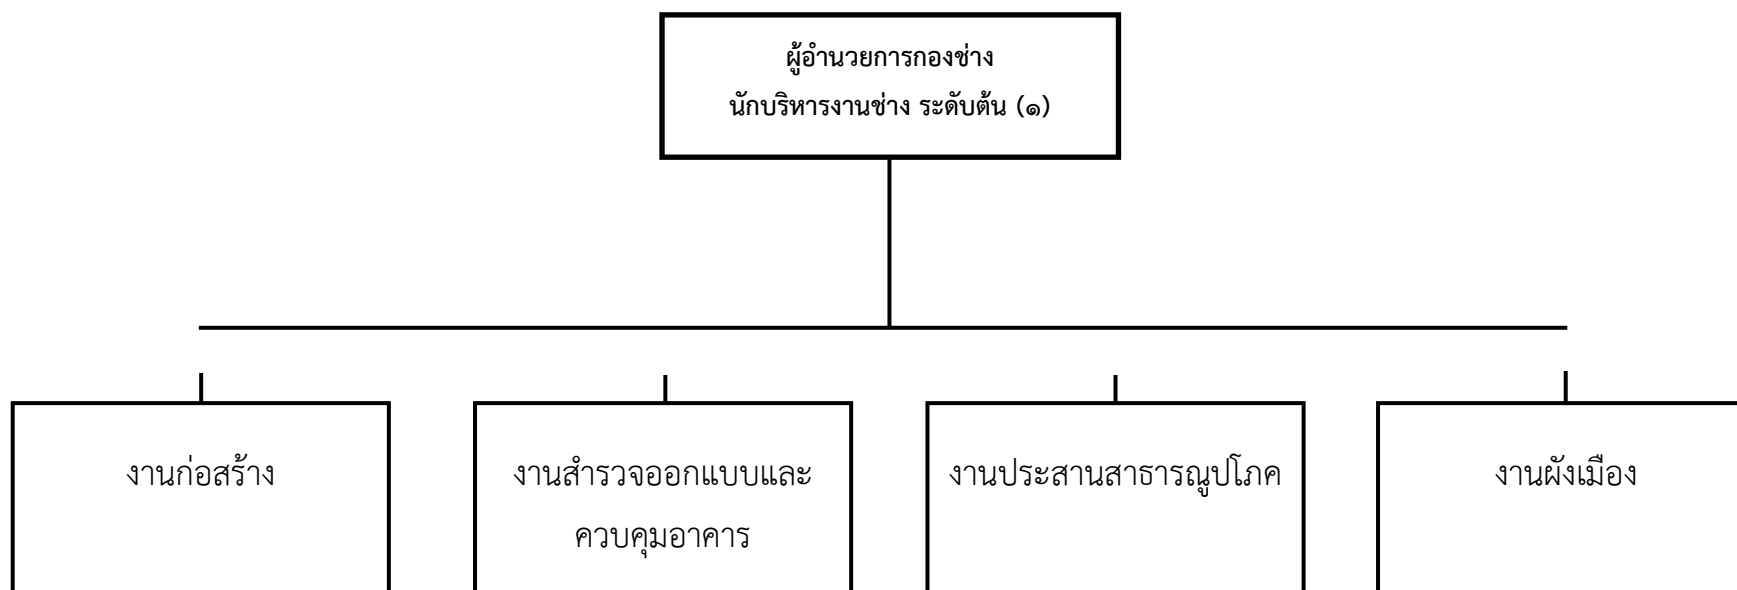 ผู้อำนวยการกองช่าง
นักบริหารงานช่าง ระดับต้น (๑)
งานก่อสร้าง
งานสำรวจออกแบบและ
ควบคุมอาคาร
งานประสานสาธารณูปโภค
งานผังเมือง